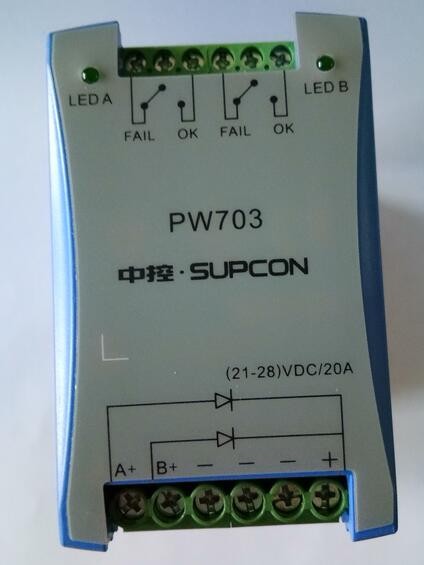 LED A
LED B
FAIL OK FAIL OK
PW703
中控·SUPCON
(21-28)VDC/20A
A+ B+ − − − +